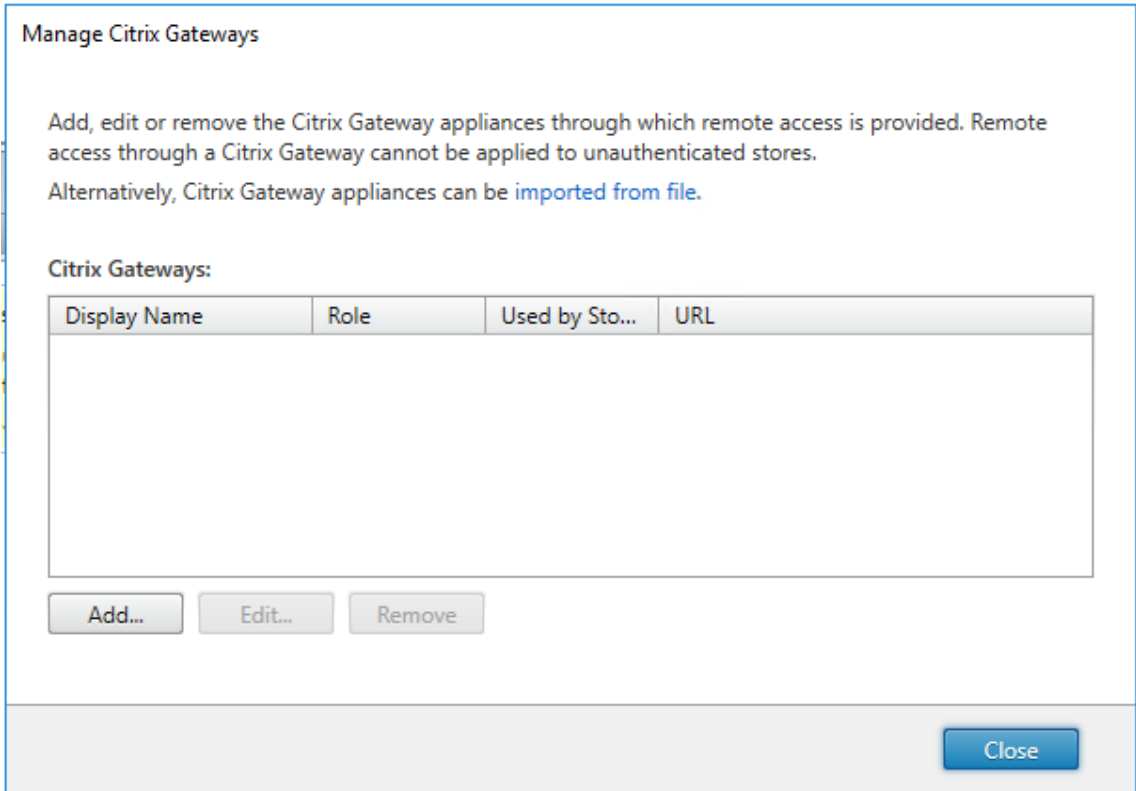 Manage Citrix Gateways
Add, edit or remove the Citrix Gateway appliances through which remote access is provided. Remote
access through a Citrix Gateway cannot be applied to unauthenticated stores.
Alternatively, Citrix Gateway appliances can be imported from file.
Citrix Gateways:
Display Name Role Used by Sto... URL
Add... Edit... Remove
Close